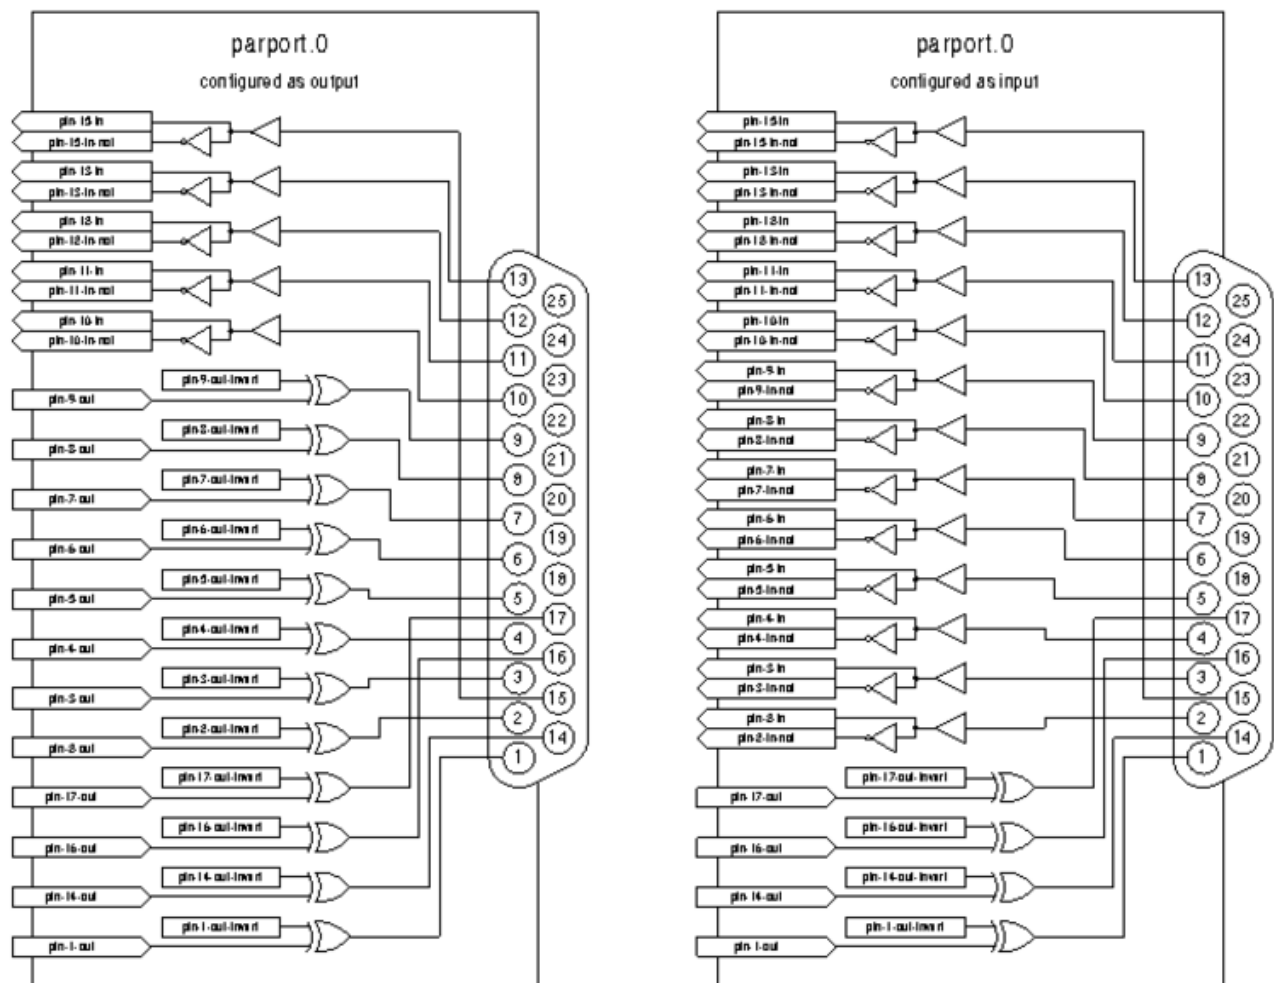 parport.0
configured as output
pin-15-in
pin-15-in-not
pin-13-in
pin-13-in-not
pin-12-in
pin-12-in-not
pin-11-in
pin-11-in-not
pin-10-in
pin-10-in-not
pin-9-out-invert
pin-9-out
pin-8-out-invert
pin-8-out
pin-7-out-invert
pin-7-out
pin-6-out-invert
pin-6-out
pin-5-out-invert
pin-5-out
pin-4-out-invert
pin-4-out
pin-3-out-invert
pin-3-out
pin-2-out-invert
pin-2-out
pin-17-out-invert
pin-17-out
pin-16-out-invert
pin-16-out
pin-14-out-invert
pin-14-out
pin-1-out-invert
pin-1-out
13
25
12
24
11
23
10
22
9
21
8
20
7
19
6
18
5
17
4
16
3
15
2
14
1
parport.0
configured as input
pin-15-in
pin-15-in-not
pin-13-in
pin-13-in-not
pin-12-in
pin-12-in-not
pin-11-in
pin-11-in-not
pin-10-in
pin-10-in-not
pin-9-in
pin-9-in-not
pin-8-in
pin-8-in-not
pin-7-in
pin-7-in-not
pin-6-in
pin-6-in-not
pin-5-in
pin-5-in-not
pin-4-in
pin-4-in-not
pin-3-in
pin-3-in-not
pin-2-in
pin-2-in-not
pin-17-out-invert
pin-17-out
pin-16-out-invert
pin-16-out
pin-14-out-invert
pin-14-out
pin-1-out-invert
pin-1-out
13
25
12
24
11
23
10
22
9
21
8
20
7
19
6
18
5
17
4
16
3
15
2
14
1